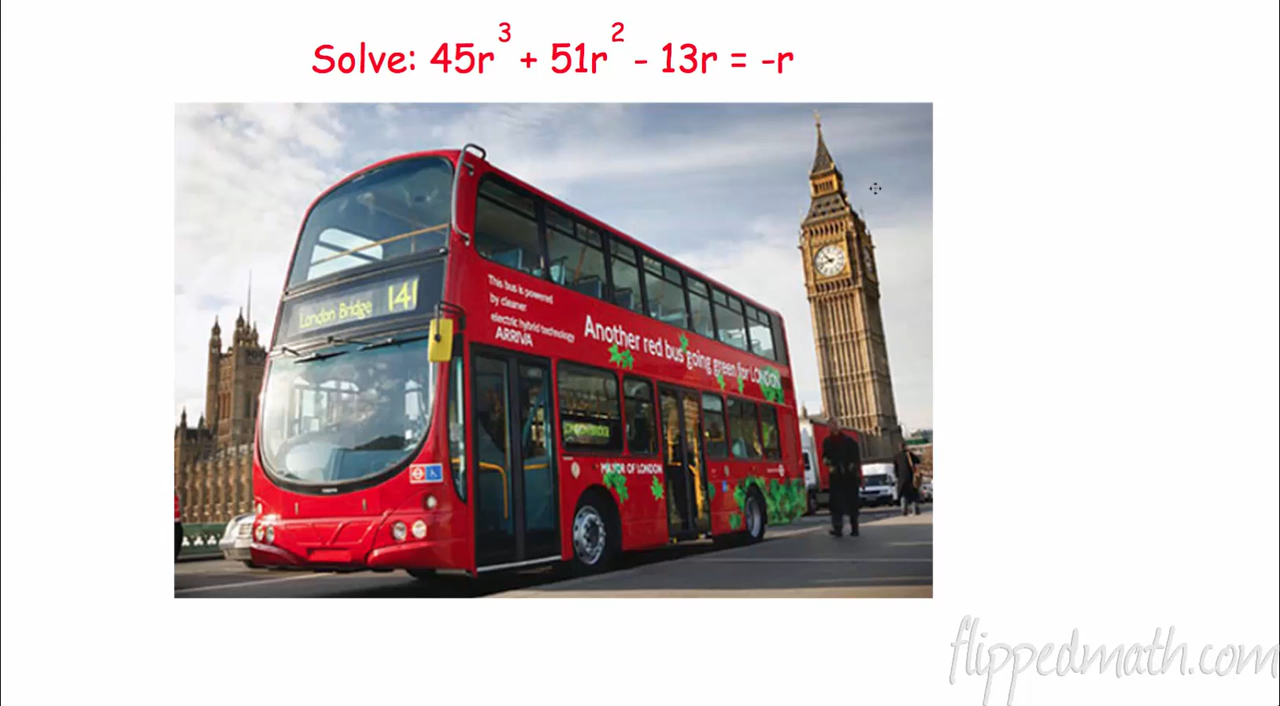 Solve: 45r³ + 51r² - 13r = -r
London Bridge 141
This bus is powered
by cleaner
electric hybrid technology
ARRIVA
Another red bus going green for LONDON
MAYOR OF LONDON
flippedmath.com